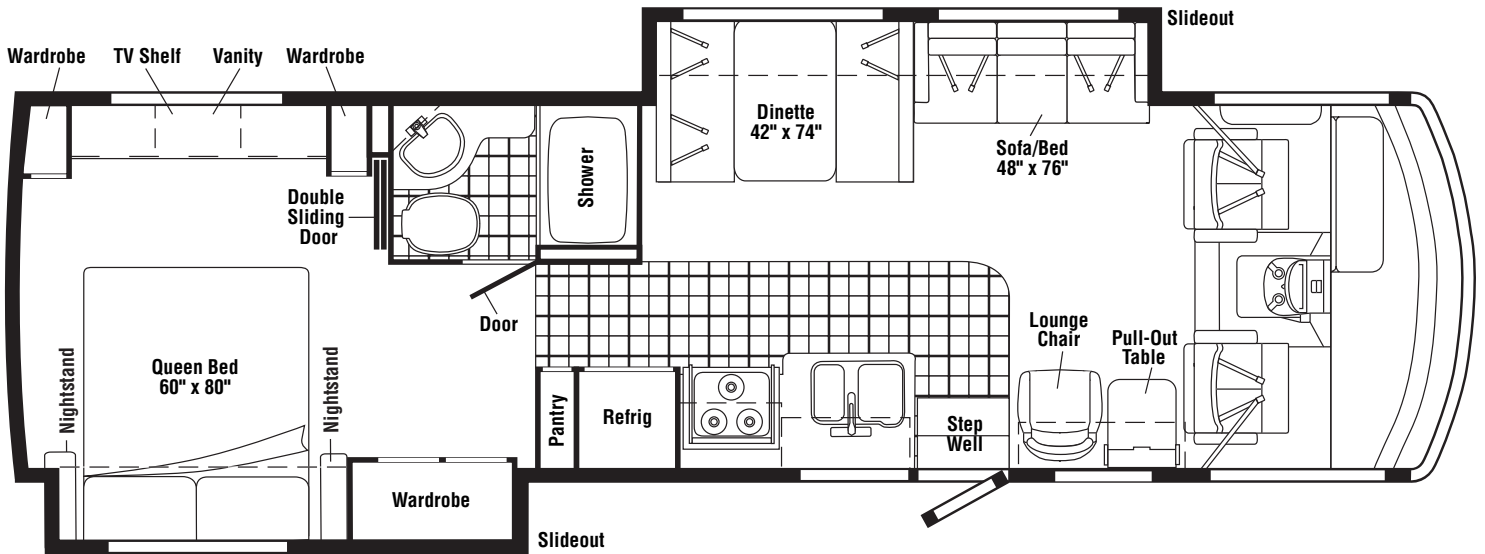 Slideout
Wardrobe
TV Shelf
Vanity
Wardrobe
Dinette
42" x 74"
Sofa/Bed
48" x 76"
Shower
Double
Sliding
Door
Door
Lounge
Chair
Pull-Out
Table
Queen Bed
60" x 80"
Nightstand
Nightstand
Pantry
Refrig
Step
Well
Wardrobe
Slideout